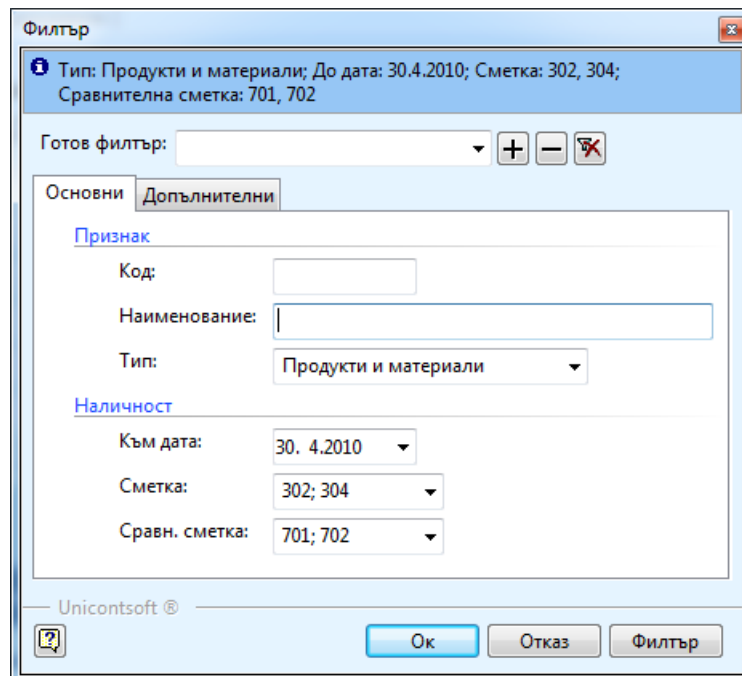 Филтър
Тип: Продукти и материали; До дата: 30.4.2010; Сметка: 302, 304;
Сравнителна сметка: 701, 702
Готов филтър:
Основни Допълнителни
Признак
Код:
Наименование:
Тип: Продукти и материали
Наличност
Към дата: 30. 4.2010
Сметка: 302; 304
Сравн. сметка: 701; 702
Unicontsoft ®
Ок Отказ Филтър